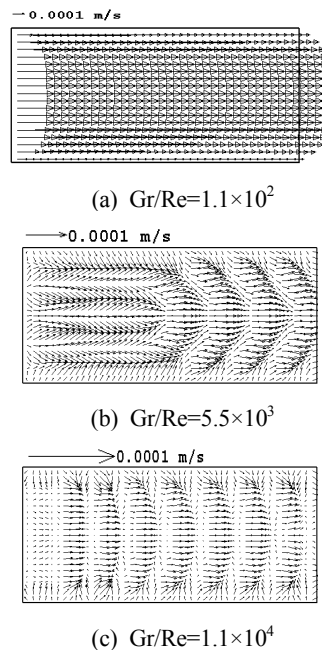 0.0001 m/s
(a) Gr/Re=1.1×10²
0.0001 m/s
(b) Gr/Re=5.5×10³
0.0001 m/s
(c) Gr/Re=1.1×10⁴